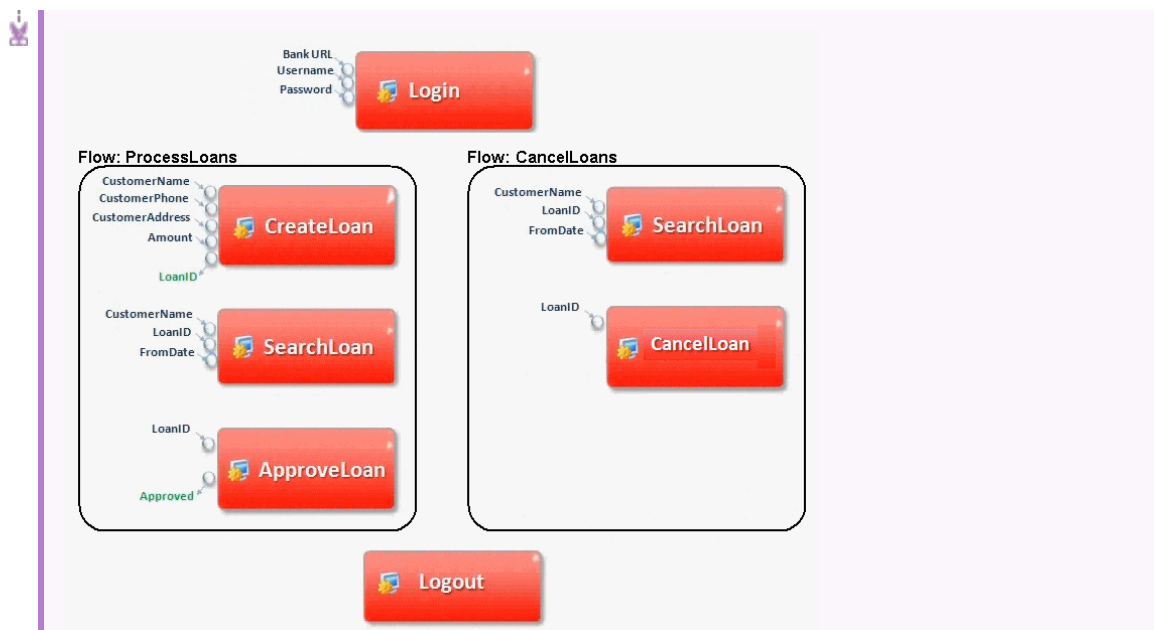 Bank URL
Username
Password
Login
Flow: ProcessLoans
CustomerName
CustomerPhone
CustomerAddress
Amount
LoanID
CreateLoan
CustomerName
LoanID
FromDate
SearchLoan
LoanID
Approved
ApproveLoan
Flow: CancelLoans
CustomerName
LoanID
FromDate
SearchLoan
LoanID
CancelLoan
Logout